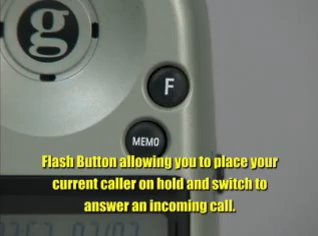 g
F
MEMO
Flash Button allowing you to place your
current caller on hold and switch to
answer an incoming call.